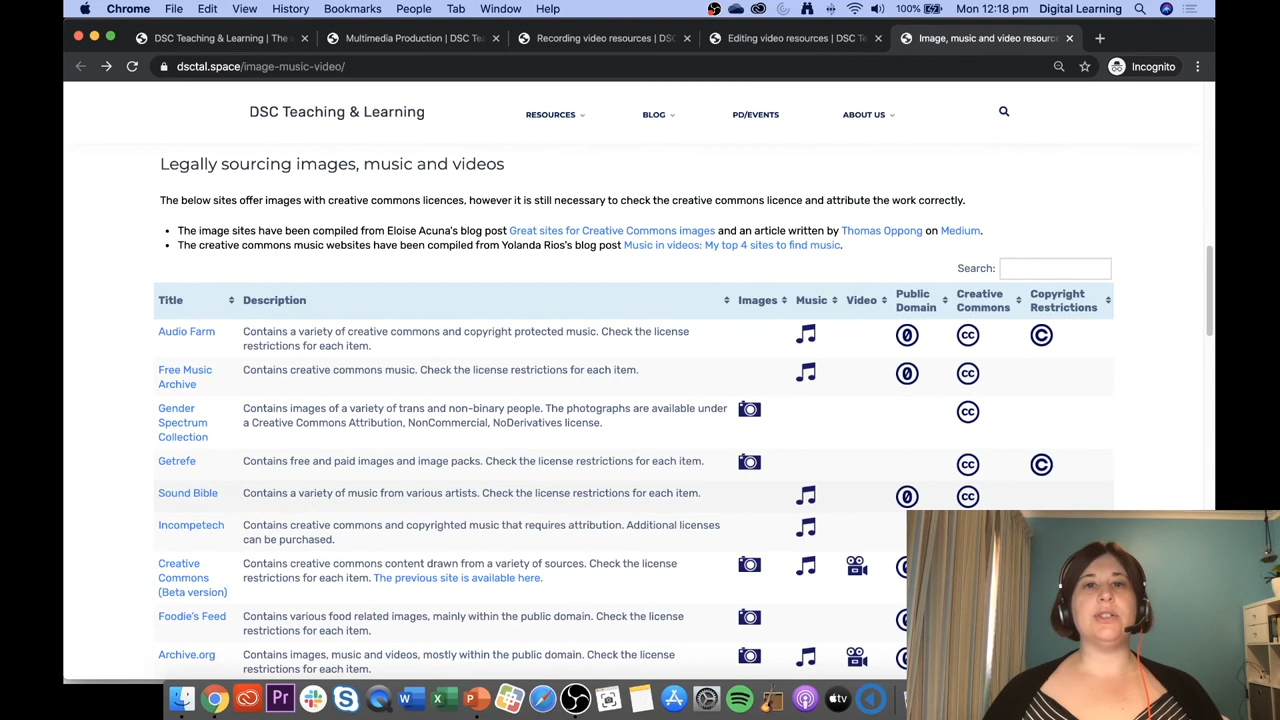 Chrome File Edit View History Bookmarks People Tab Window Help 100% Mon 12:18 pm Digital Learning
DSC Teaching & Learning | The × Multimedia Production | DSC Te × Recording video resources | DSC × Editing video resources | DSC Te × Image, music and video resourc × +
dsctal.space/image-music-video/ Incognito
DSC Teaching & Learning RESOURCES BLOG PD/EVENTS ABOUT US
Legally sourcing images, music and videos
The below sites offer images with creative commons licences, however it is still necessary to check the creative commons licence and attribute the work correctly.
• The image sites have been compiled from Eloise Acuna's blog post Great sites for Creative Commons images and an article written by Thomas Oppong on Medium.
• The creative commons music websites have been compiled from Yolanda Rios's blog post Music in videos: My top 4 sites to find music.
Search:
Title Description Images Music Video Public Domain Creative Commons Copyright Restrictions
Audio Farm Contains a variety of creative commons and copyright protected music. Check the license
restrictions for each item.
Free Music Contains creative commons music. Check the license restrictions for each item.
Archive
Gender Contains images of a variety of trans and non-binary people. The photographs are available under
Spectrum a Creative Commons Attribution, NonCommercial, NoDerivatives license.
Collection
Getrefe Contains free and paid images and image packs. Check the license restrictions for each item.
Sound Bible Contains a variety of music from various artists. Check the license restrictions for each item.
Incompetech Contains creative commons and copyrighted music that requires attribution. Additional licenses
can be purchased.
Creative Contains creative commons content drawn from a variety of sources. Check the license
Commons restrictions for each item. The previous site is available here.
(Beta version)
Foodie's Feed Contains various food related images, mainly within the public domain. Check the license
restrictions for each item.
Archive.org Contains images, music and videos, mostly within the public domain. Check the license
restrictions for each item.